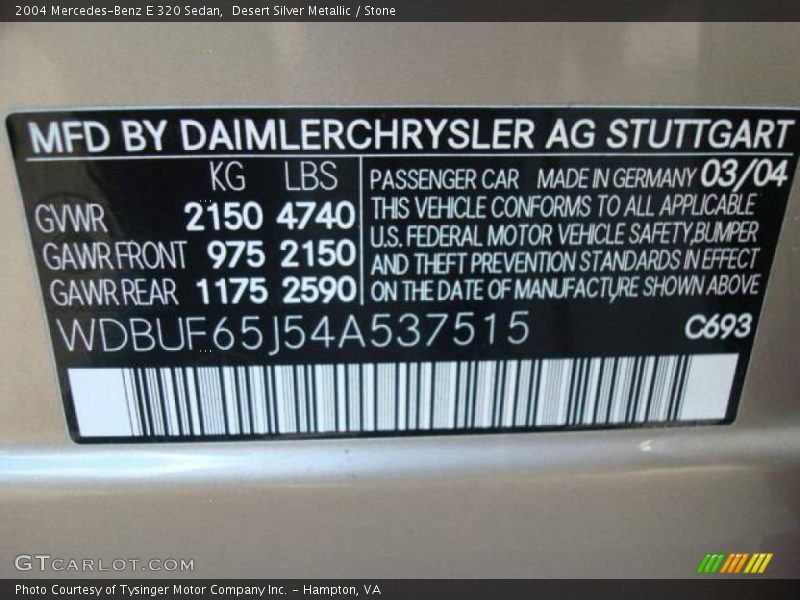 2004 Mercedes-Benz E 320 Sedan,  Desert Silver Metallic / Stone
MFD BY DAIMLERCHRYSLER AG STUTTGART
KG LBS
GVWR 2150 4740
GAWR FRONT 975 2150
GAWR REAR 1175 2590
PASSENGER CAR MADE IN GERMANY 03/04
THIS VEHICLE CONFORMS TO ALL APPLICABLE
U.S. FEDERAL MOTOR VEHICLE SAFETY,BUMPER
AND THEFT PREVENTION STANDARDS IN EFFECT
ON THE DATE OF MANUFACT,RE SHOWN ABOVE
WDBUF65J54A537515 C693
GTCARLOT.COM
Photo Courtesy of Tysinger Motor Company Inc. - Hampton, VA